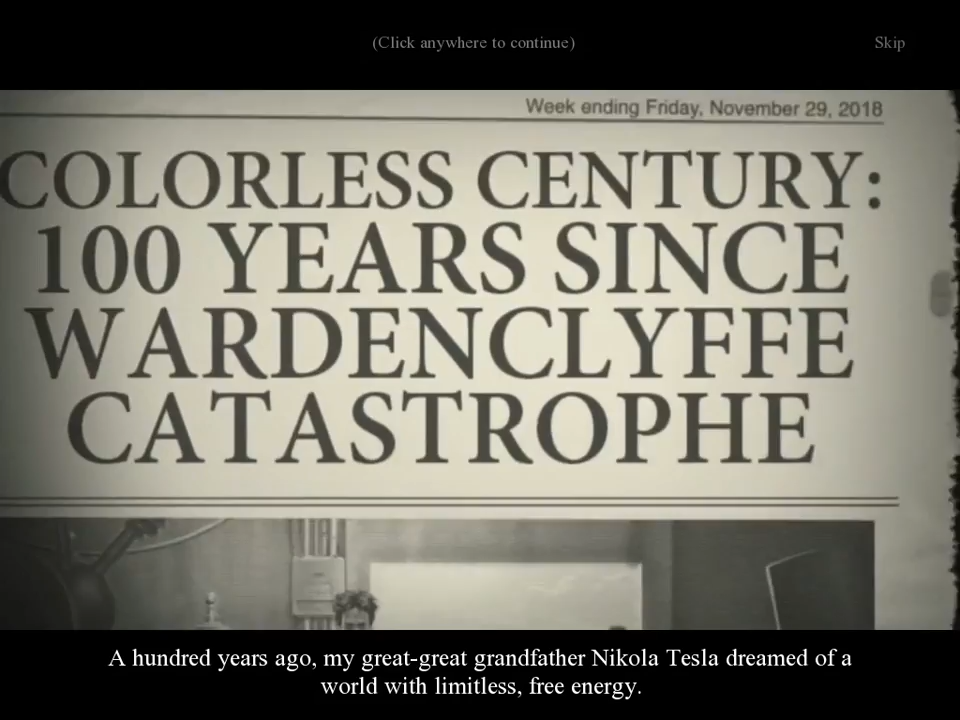 (Click anywhere to continue)
Skip
Week ending Friday, November 29, 2018
COLORLESS CENTURY:
100 YEARS SINCE
WARDENCLYFFE
CATASTROPHE
A hundred years ago, my great-great grandfather Nikola Tesla dreamed of a
world with limitless, free energy.